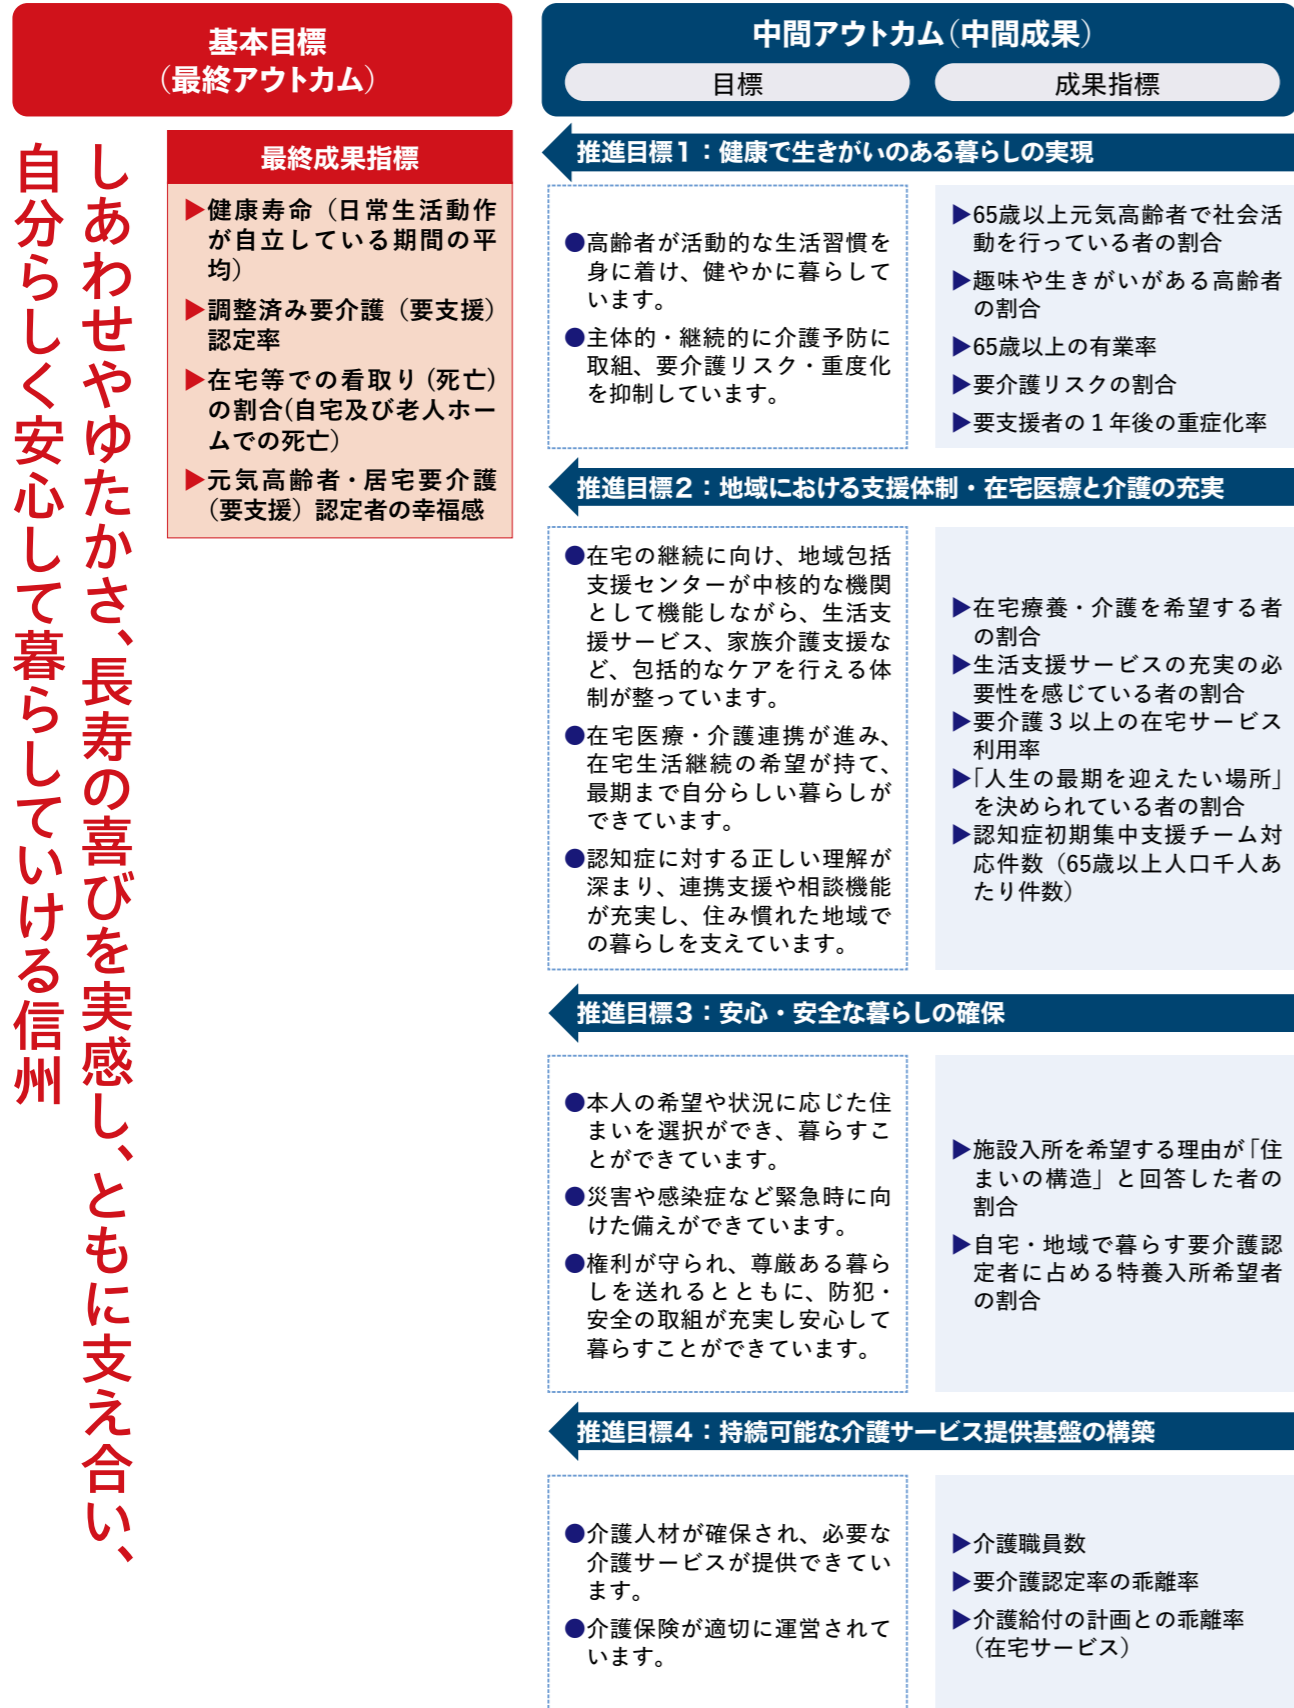 基本目標
（最終アウトカム）
しあわせやゆたかさ、長寿の喜びを実感し、ともに支え合い、
自分らしく安心して暮らしていける信州
最終成果指標
▶健康寿命（日常生活動作
が自立している期間の平
均）
▶調整済み要介護（要支援）
認定率
▶在宅等での看取り（死亡）
の割合（自宅及び老人ホー
ムでの死亡）
▶元気高齢者・居宅要介護
（要支援）認定者の幸福感
中間アウトカム（中間成果）
目標
成果指標
推進目標１：健康で生きがいのある暮らしの実現
●高齢者が活動的な生活習慣を
身に着け、健やかに暮らして
います。
●主体的・継続的に介護予防に
取組、要介護リスク・重度化
を抑制しています。
▶65歳以上元気高齢者で社会活
動を行っている者の割合
▶趣味や生きがいがある高齢者
の割合
▶65歳以上の有業率
▶要介護リスクの割合
▶要支援者の１年後の重症化率
推進目標２：地域における支援体制・在宅医療と介護の充実
●在宅の継続に向け、地域包括
支援センターが中核的な機関
として機能しながら、生活支
援サービス、家族介護支援な
ど、包括的なケアを行える体
制が整っています。
●在宅医療・介護連携が進み、
在宅生活継続の希望が持て、
最期まで自分らしい暮らしが
できています。
●認知症に対する正しい理解が
深まり、連携支援や相談機能
が充実し、住み慣れた地域で
の暮らしを支えています。
▶在宅療養・介護を希望する者
の割合
▶生活支援サービスの充実の必
要性を感じている者の割合
▶要介護３以上の在宅サービス
利用率
▶「人生の最期を迎えたい場所」
を決められている者の割合
▶認知症初期集中支援チーム対
応件数（65歳以上人口千人あ
たり件数）
推進目標３：安心・安全な暮らしの確保
●本人の希望や状況に応じた住
まいを選択ができ、暮らすこ
とができています。
●災害や感染症など緊急時に向
けた備えができています。
●権利が守られ、尊厳ある暮ら
しを送れるとともに、防犯・
安全の取組が充実し安心して
暮らすことができています。
▶施設入所を希望する理由が「住
まいの構造」と回答した者の
割合
▶自宅・地域で暮らす要介護認
定者に占める特養入所希望者
の割合
推進目標４：持続可能な介護サービス提供基盤の構築
●介護人材が確保され、必要な
介護サービスが提供できてい
ます。
●介護保険が適切に運営されて
います。
▶介護職員数
▶要介護認定率の乖離率
▶介護給付の計画との乖離率
（在宅サービス）